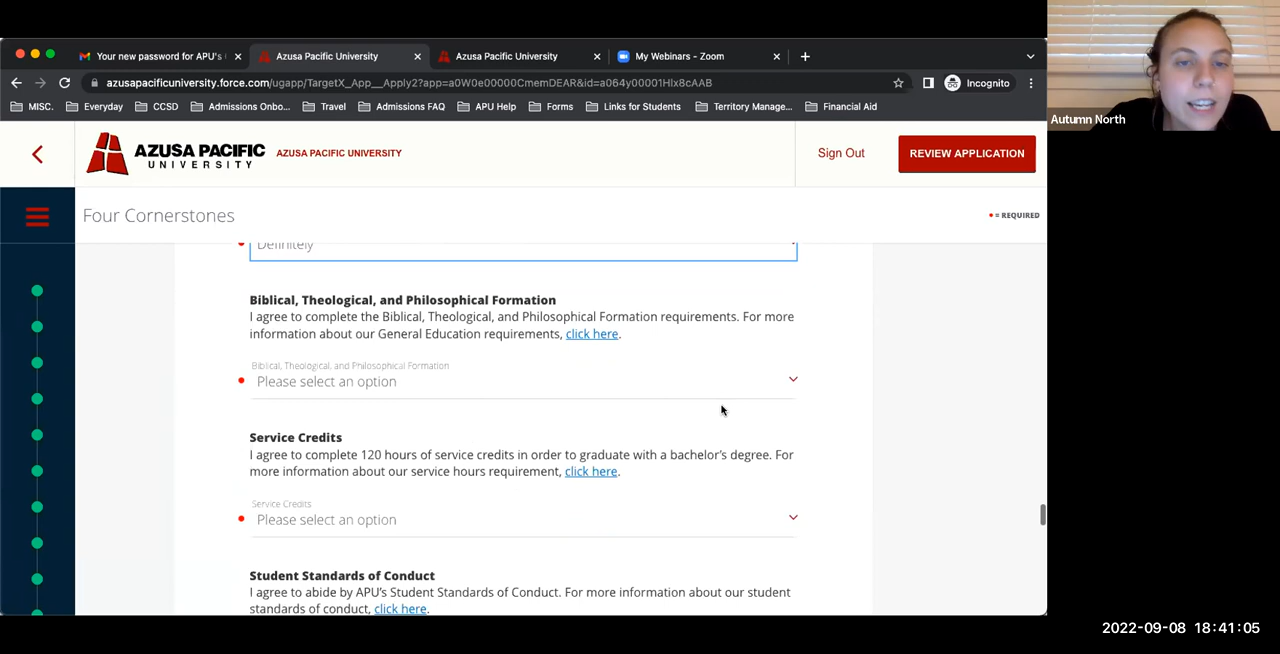 Your new password for APU's
Azusa Pacific University
Azusa Pacific University
My Webinars - Zoom
azusapacificuniversity.force.com/ugapp/TargetX_App__Apply2?app=a0W0e00000CmemDEAR&id=a064y00001Hlx8cAAB
Incognito
MISC.
Everyday
CCSD
Admissions Onbo...
Travel
Admissions FAQ
APU Help
Forms
Links for Students
Territory Manage...
Financial Aid
Autumn North
AZUSA PACIFIC
UNIVERSITY
AZUSA PACIFIC UNIVERSITY
Sign Out
REVIEW APPLICATION
Four Cornerstones
= REQUIRED
Definitely
Biblical, Theological, and Philosophical Formation
I agree to complete the Biblical, Theological, and Philosophical Formation requirements. For more
information about our General Education requirements, click here.
Biblical, Theological, and Philosophical Formation
Please select an option
Service Credits
I agree to complete 120 hours of service credits in order to graduate with a bachelor's degree. For
more information about our service hours requirement, click here.
Service Credits
Please select an option
Student Standards of Conduct
I agree to abide by APU's Student Standards of Conduct. For more information about our student
standards of conduct, click here.
2022-09-08 18:41:05